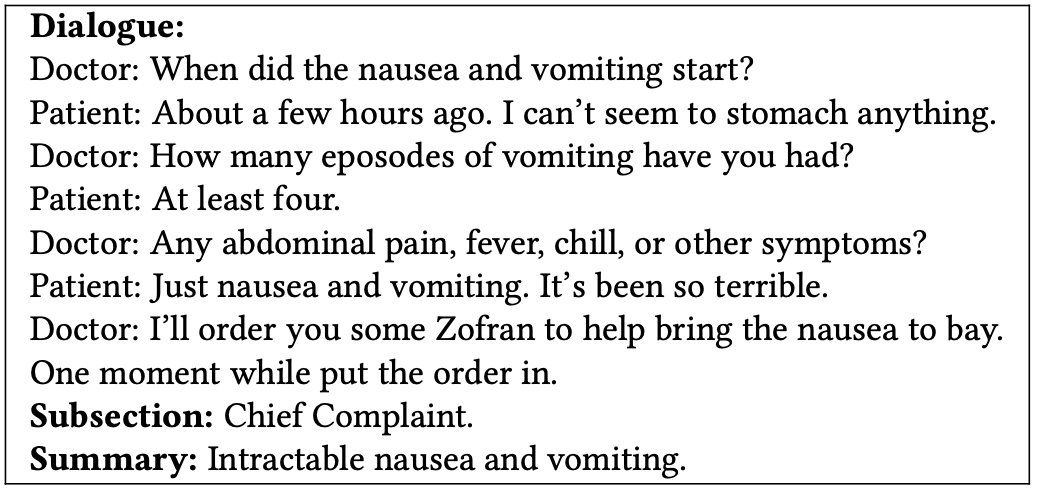 Dialogue:
Doctor: When did the nausea and vomiting start?
Patient: About a few hours ago. I can’t seem to stomach anything.
Doctor: How many eposodes of vomiting have you had?
Patient: At least four.
Doctor: Any abdominal pain, fever, chill, or other symptoms?
Patient: Just nausea and vomiting. It’s been so terrible.
Doctor: I’ll order you some Zofran to help bring the nausea to bay.
One moment while put the order in.
Subsection: Chief Complaint.
Summary: Intractable nausea and vomiting.